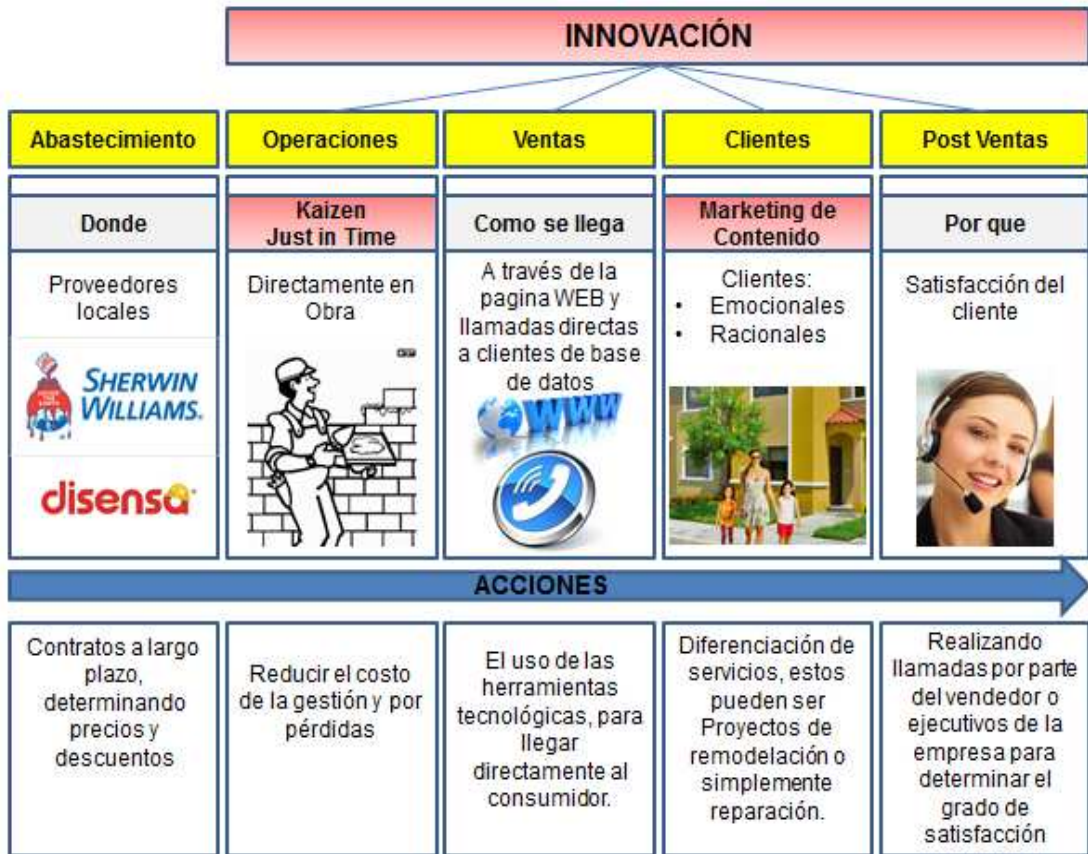 INNOVACIÓN
Abastecimiento
Operaciones
Ventas
Clientes
Post Ventas
Donde
Kaizen
Just in Time
Como se llega
Marketing de
Contenido
Por que
Proveedores
locales
SHERWIN
WILLIAMS.
disensa
Directamente en
Obra
A través de la
pagina WEB y
llamadas directas
a clientes de base
de datos
WWW
Clientes:
• Emocionales
• Racionales
Satisfacción del
cliente
ACCIONES
Contratos a largo
plazo,
determinando
precios y
descuentos
Reducir el costo
de la gestión y por
pérdidas
El uso de las
herramientas
tecnológicas, para
llegar
directamente al
consumidor.
Diferenciación de
servicios, estos
pueden ser
Proyectos de
remodelación o
simplemente
reparación.
Realizando
llamadas por parte
del vendedor o
ejecutivos de la
empresa para
determinar el
grado de
satisfacción